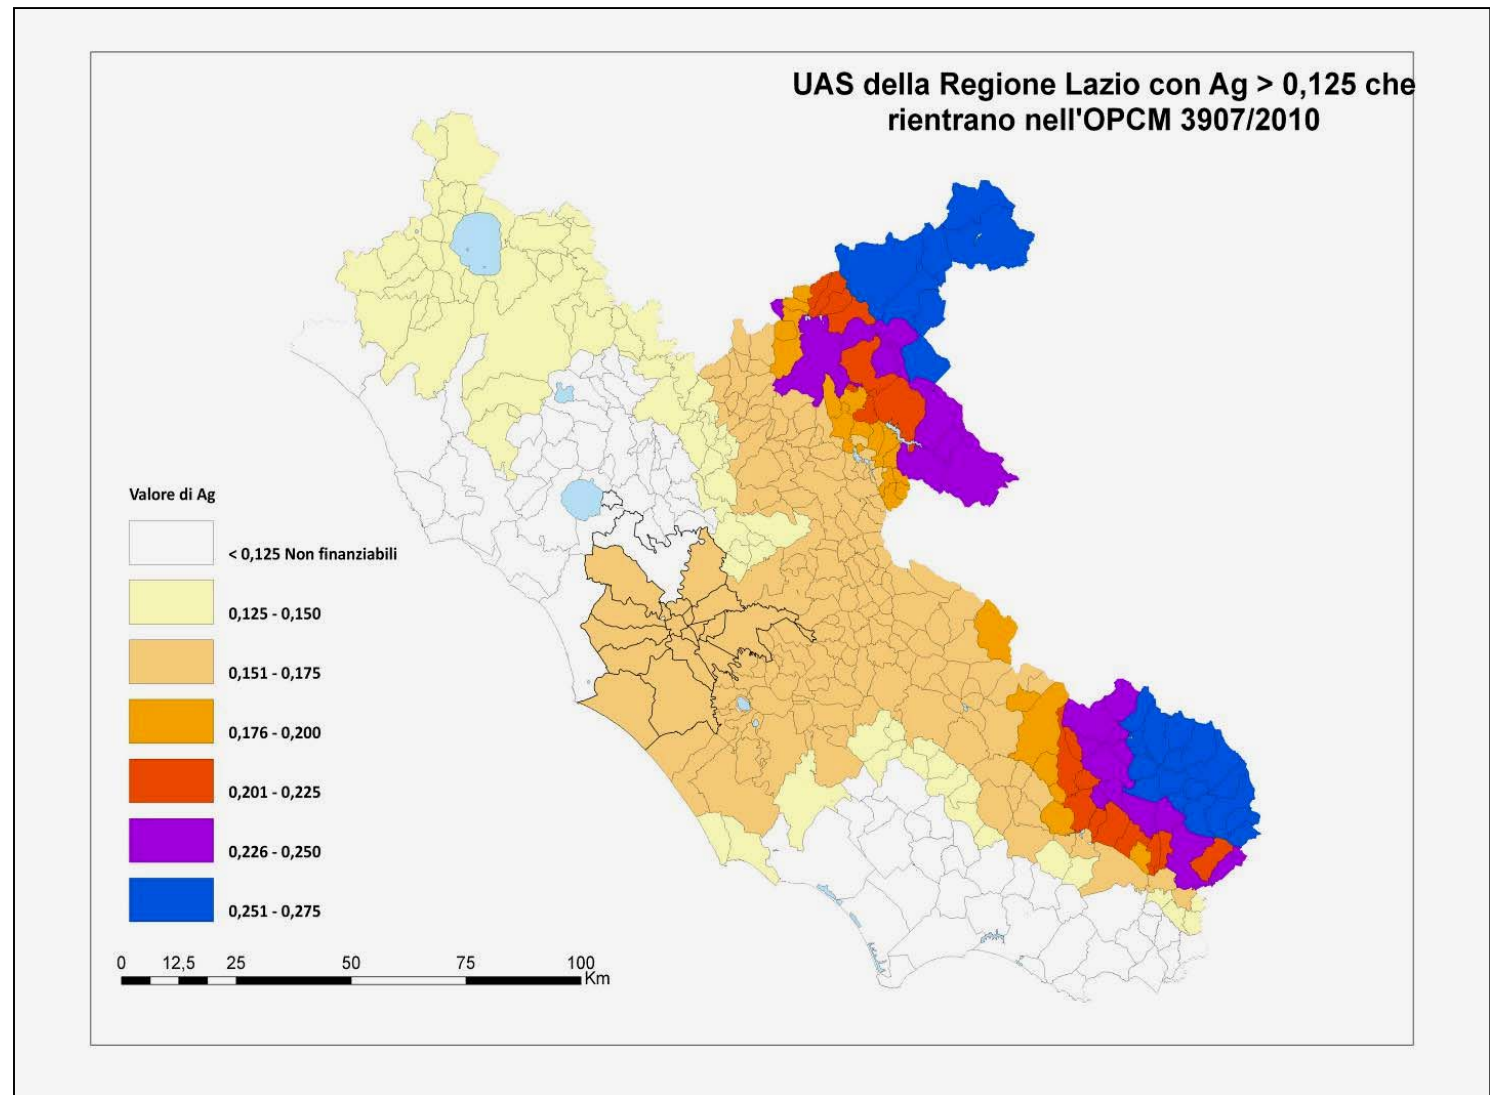 UAS della Regione Lazio con Ag > 0,125 che
rientrano nell'OPCM 3907/2010
Valore di Ag
< 0,125 Non finanziabili
0,125 - 0,150
0,151 - 0,175
0,176 - 0,200
0,201 - 0,225
0,226 - 0,250
0,251 - 0,275
0 12,5 25 50 75 100
Km